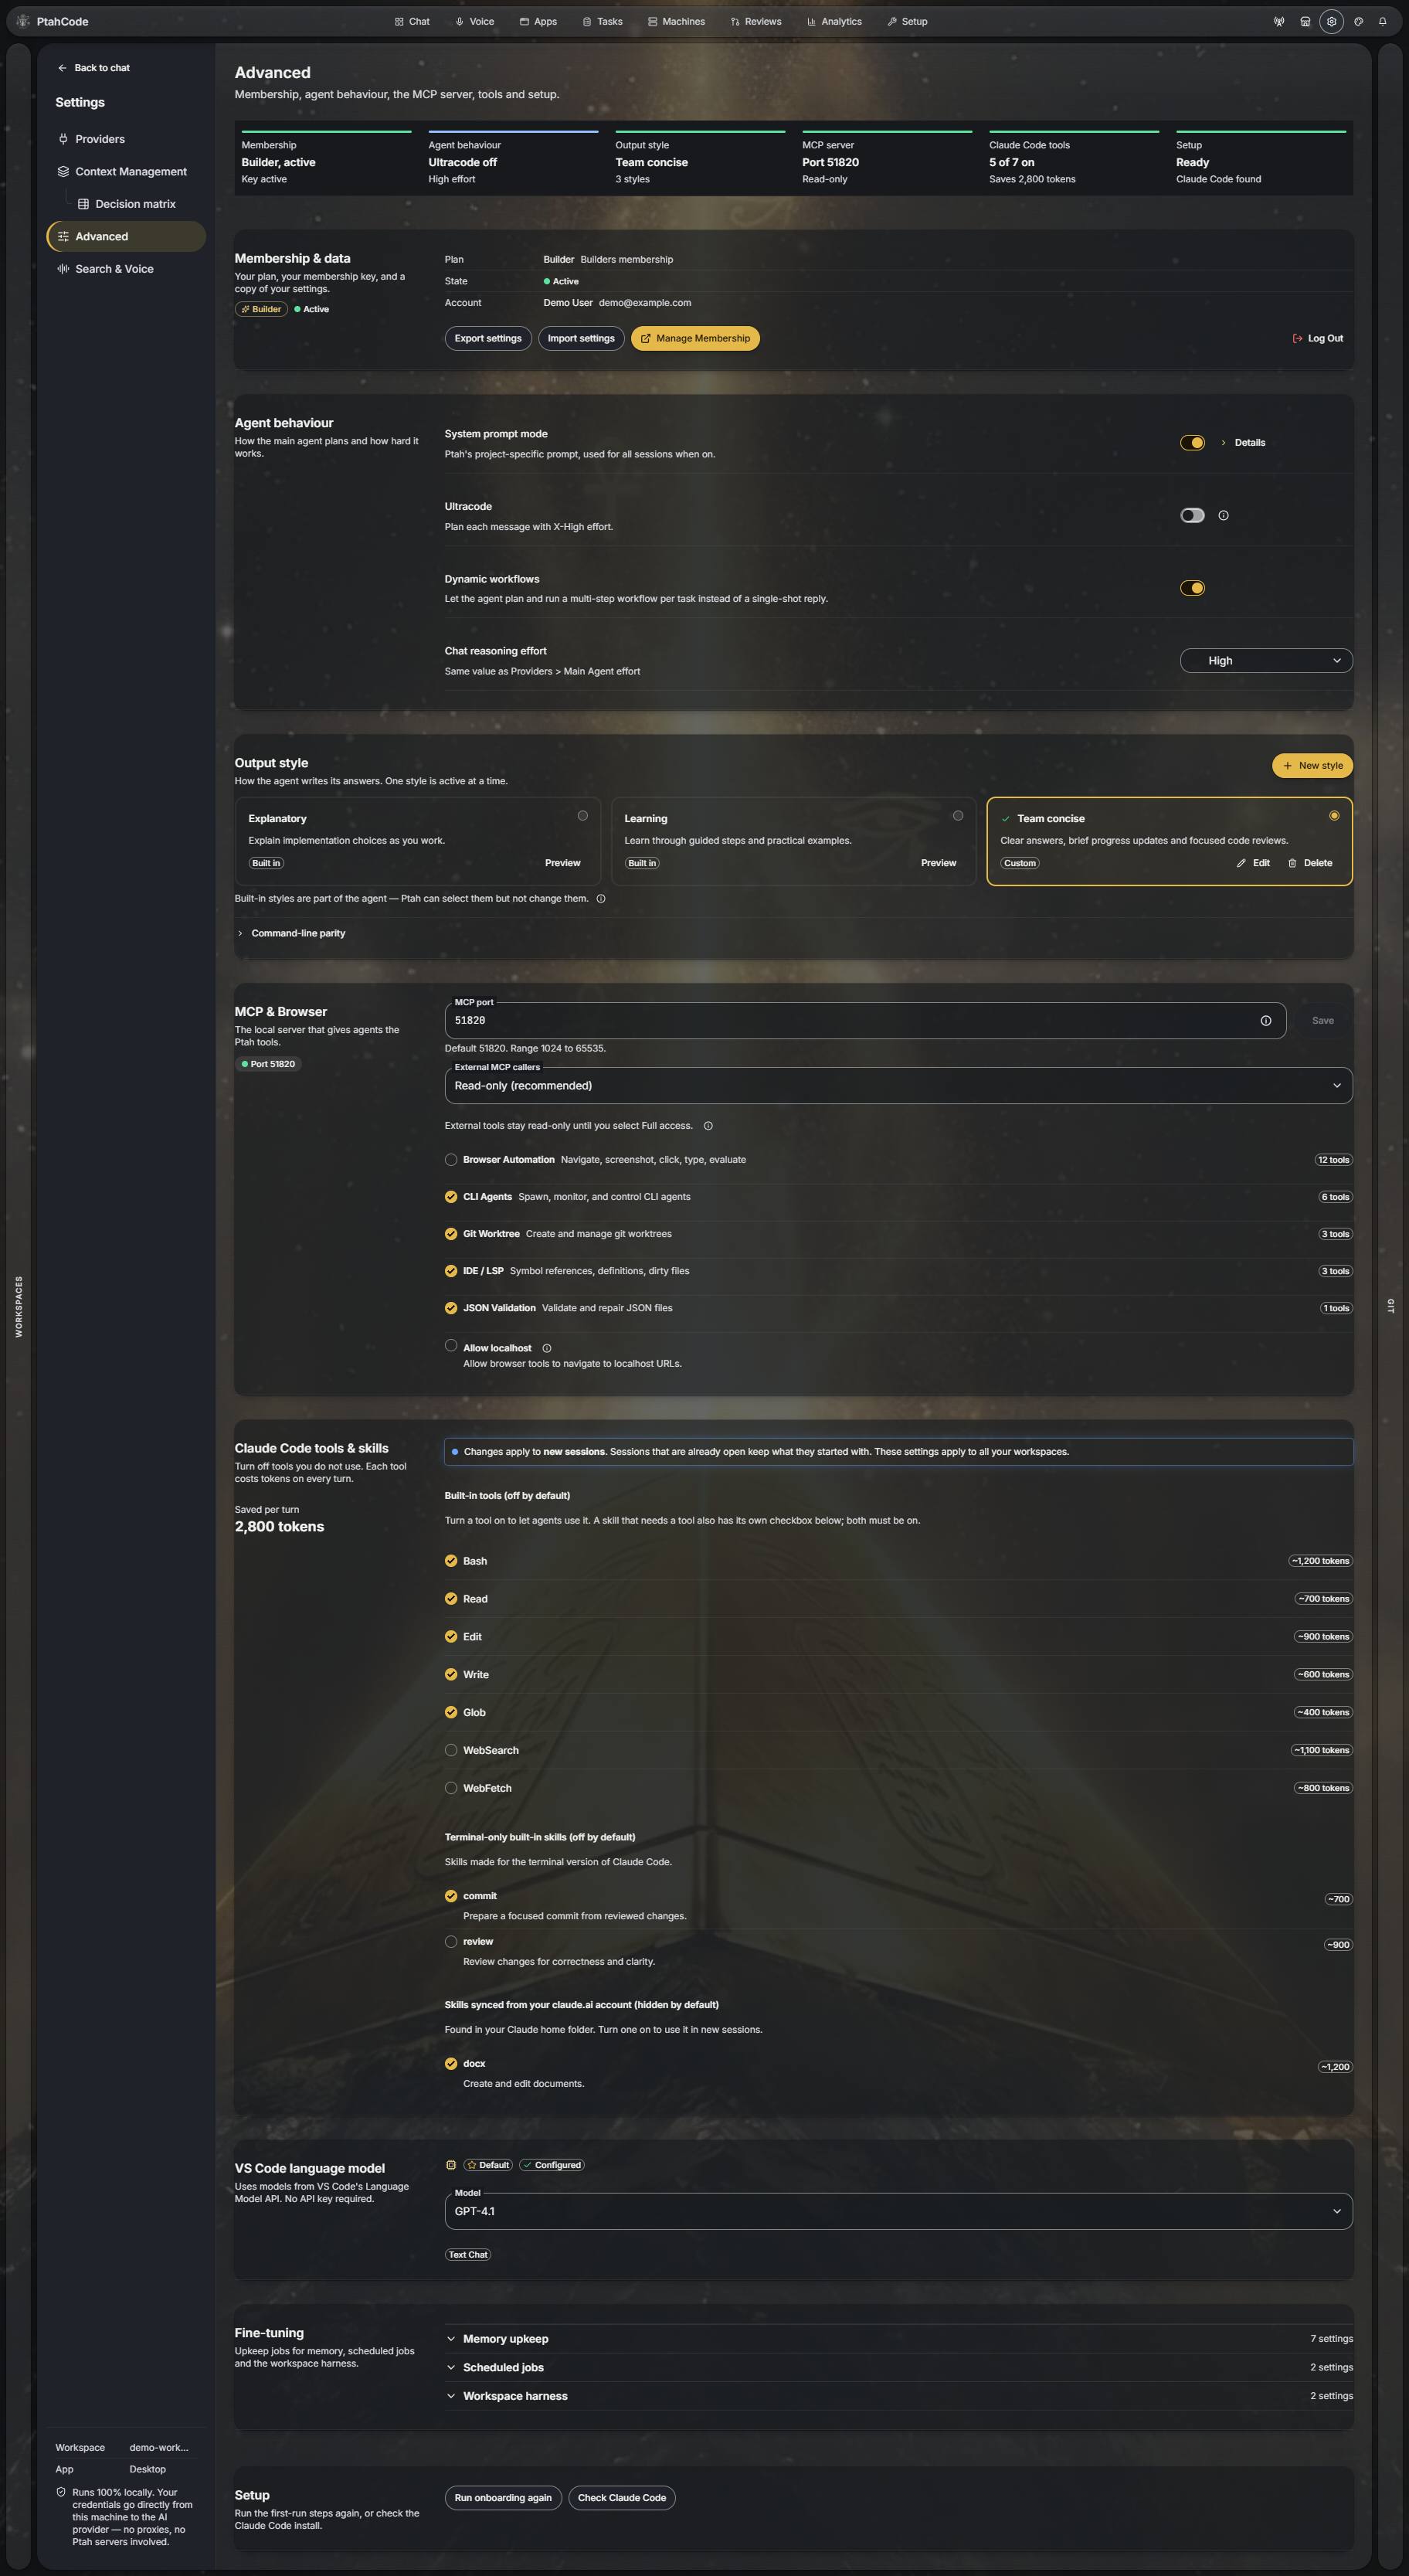 PtahCode
Chat
Voice
Apps
Tasks
Machines
Reviews
Analytics
Setup
Back to chat
Settings
Providers
Context Management
Decision matrix
Advanced
Search & Voice
WORKSPACES
GIT
Advanced
Membership, agent behaviour, the MCP server, tools and setup.
Membership
Builder, active
Key active
Agent behaviour
Ultracode off
High effort
Output style
Team concise
3 styles
MCP server
Port 51820
Read-only
Claude Code tools
5 of 7 on
Saves 2,800 tokens
Setup
Ready
Claude Code found
Membership & data
Your plan, your membership key, and a
copy of your settings.
Builder
Active
Plan
Builder Builders membership
State
Active
Account
Demo User demo@example.com
Export settings
Import settings
Manage Membership
Log Out
Agent behaviour
How the main agent plans and how hard it
works.
System prompt mode
Ptah's project-specific prompt, used for all sessions when on.
Details
Ultracode
Plan each message with X-High effort.
Dynamic workflows
Let the agent plan and run a multi-step workflow per task instead of a single-shot reply.
Chat reasoning effort
Same value as Providers > Main Agent effort
High
Output style
How the agent writes its answers. One style is active at a time.
New style
Explanatory
Explain implementation choices as you work.
Built in
Preview
Learning
Learn through guided steps and practical examples.
Built in
Preview
Team concise
Clear answers, brief progress updates and focused code reviews.
Custom
Edit
Delete
Built-in styles are part of the agent — Ptah can select them but not change them.
Command-line parity
MCP & Browser
The local server that gives agents the
Ptah tools.
Port 51820
MCP port
51820
Save
Default 51820. Range 1024 to 65535.
External MCP callers
Read-only (recommended)
External tools stay read-only until you select Full access.
Browser Automation Navigate, screenshot, click, type, evaluate
12 tools
CLI Agents Spawn, monitor, and control CLI agents
6 tools
Git Worktree Create and manage git worktrees
3 tools
IDE / LSP Symbol references, definitions, dirty files
3 tools
JSON Validation Validate and repair JSON files
1 tools
Allow localhost
Allow browser tools to navigate to localhost URLs.
Claude Code tools & skills
Turn off tools you do not use. Each tool
costs tokens on every turn.
Saved per turn
2,800 tokens
Changes apply to new sessions. Sessions that are already open keep what they started with. These settings apply to all your workspaces.
Built-in tools (off by default)
Turn a tool on to let agents use it. A skill that needs a tool also has its own checkbox below; both must be on.
Bash
~1,200 tokens
Read
~700 tokens
Edit
~900 tokens
Write
~600 tokens
Glob
~400 tokens
WebSearch
~1,100 tokens
WebFetch
~800 tokens
Terminal-only built-in skills (off by default)
Skills made for the terminal version of Claude Code.
commit
Prepare a focused commit from reviewed changes.
~700
review
Review changes for correctness and clarity.
~900
Skills synced from your claude.ai account (hidden by default)
Found in your Claude home folder. Turn one on to use it in new sessions.
docx
Create and edit documents.
~1,200
VS Code language model
Uses models from VS Code's Language
Model API. No API key required.
Default
Configured
Model
GPT-4.1
Text Chat
Fine-tuning
Upkeep jobs for memory, scheduled jobs
and the workspace harness.
Memory upkeep
7 settings
Scheduled jobs
2 settings
Workspace harness
2 settings
Setup
Run the first-run steps again, or check the
Claude Code install.
Run onboarding again
Check Claude Code
Workspace
demo-work...
App
Desktop
Runs 100% locally. Your
credentials go directly from
this machine to the AI
provider — no proxies, no
Ptah servers involved.